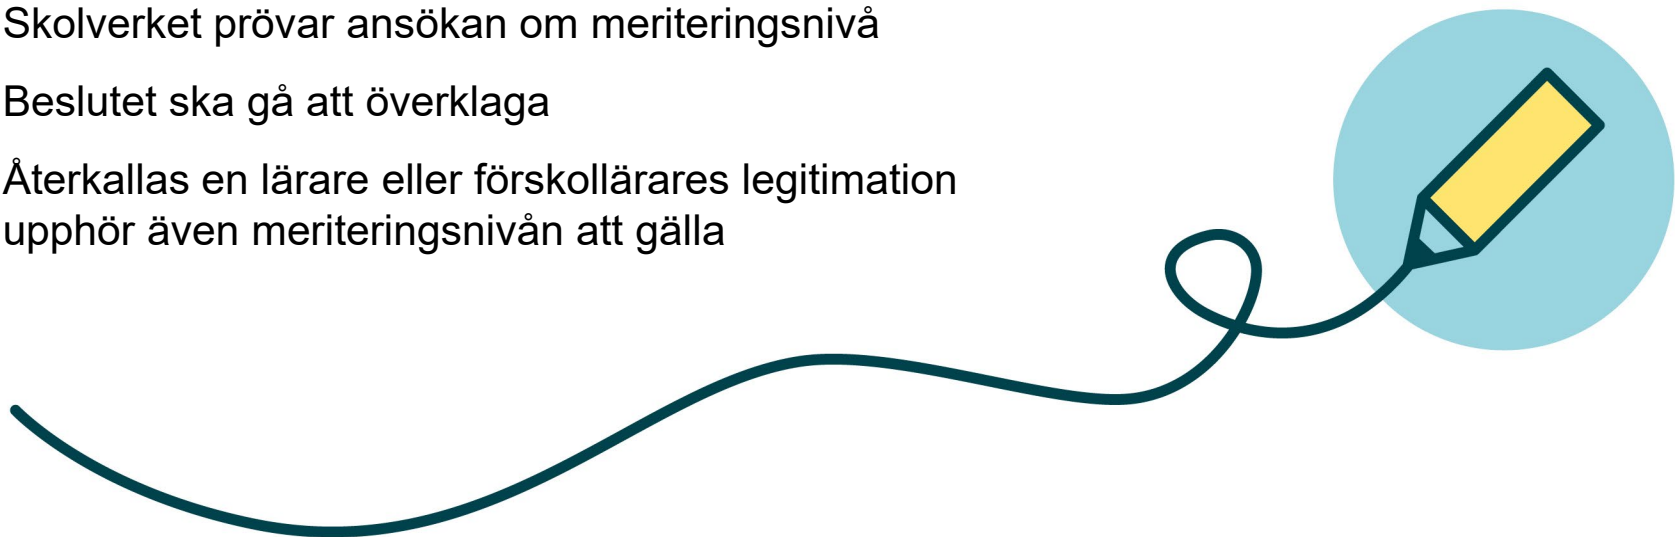 Skolverket prövar ansökan om meriteringsnivå
Beslutet ska gå att överklaga
Återkallas en lärare eller förskollärares legitimation
upphör även meriteringsnivån att gälla